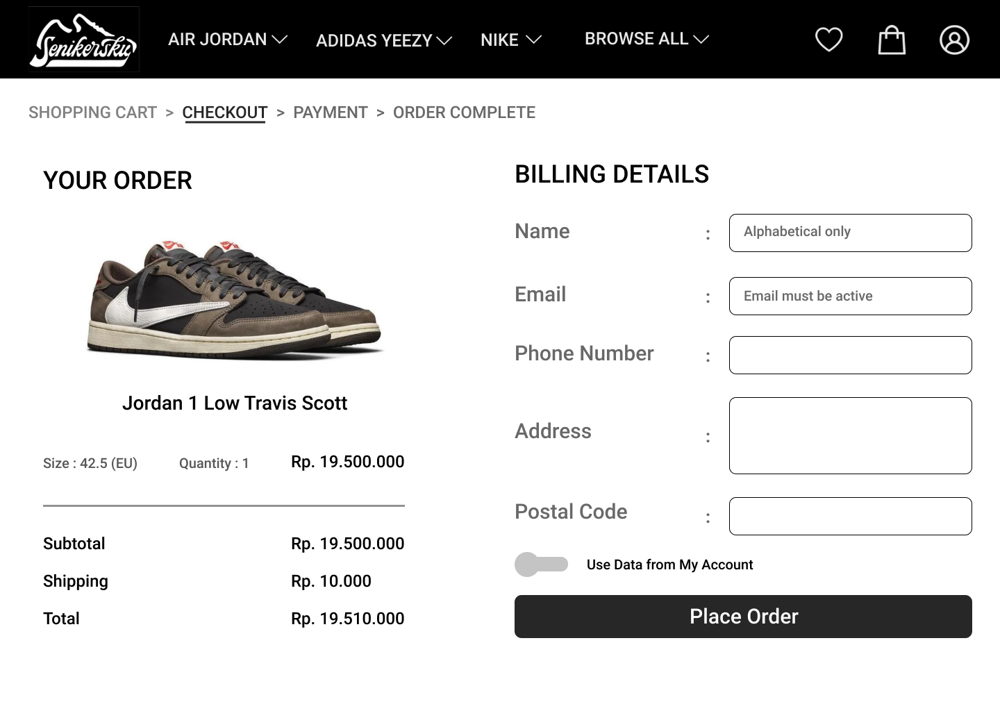 Senikersku
AIR JORDAN
ADIDAS YEEZY
NIKE
BROWSE ALL
SHOPPING CART > CHECKOUT > PAYMENT > ORDER COMPLETE
YOUR ORDER
Jordan 1 Low Travis Scott
Size : 42.5 (EU)
Quantity : 1
Rp. 19.500.000
Subtotal
Rp. 19.500.000
Shipping
Rp. 10.000
Total
Rp. 19.510.000
BILLING DETAILS
Name : Alphabetical only
Email : Email must be active
Phone Number :
Address :
Postal Code :
Use Data from My Account
Place Order